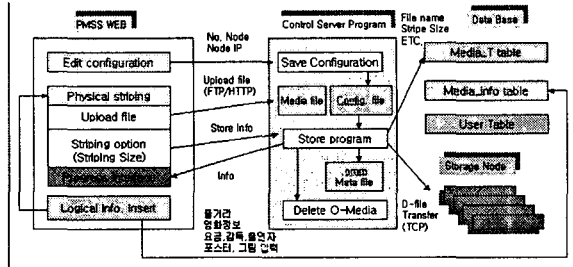 PMSS WEB
Edit configuration
Physical striping
Upload file
Striping option
(Striping Size)
Logical Info. Insert
No. Node
Node IP
Upload file
(FTP/HTTP)
Store Info
Info
출기관
영화정보
요금,감독,출연자
포스터, 그림 입력
Control Server Program
Save Configuration
Media file
Config. file
Store program
Meta file
Delete O-Media
File name
Stripe Size
ETC.
D-file
Transfer
(TCP)
Data Base
Media_T table
Media_info table
User Table
Storage Node